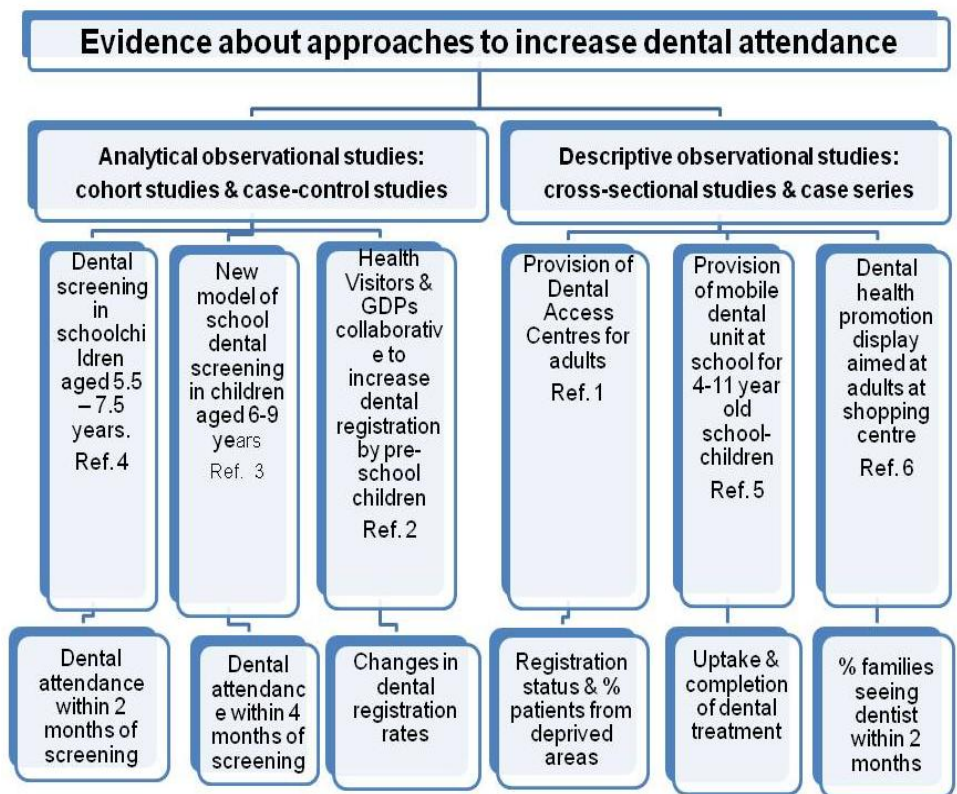 Evidence about approaches to increase dental attendance
Analytical observational studies:
cohort studies & case-control studies
Descriptive observational studies:
cross-sectional studies & case series
Dental
screening
in
schoolchi
ldren
aged 5.5
– 7.5
years.
Ref. 4
New
model of
school
dental
screening
in children
aged 6-9
years
Ref. 3
Health
Visitors &
GDPs
collaborativ
e to
increase
dental
registration
by pre-
school
children
Ref. 2
Provision of
Dental
Access
Centres for
adults
Ref. 1
Provision
of mobile
dental
unit at
school for
4-11 year
old
school-
children
Ref. 5
Dental
health
promotion
display
aimed at
adults at
shopping
centre
Ref. 6
Dental
attendance
within 2
months of
screening
Dental
attendanc
e within 4
months of
screening
Changes in
dental
registration
rates
Registration
status & %
patients from
deprived
areas
Uptake &
completion
of dental
treatment
% families
seeing
dentist
within 2
months